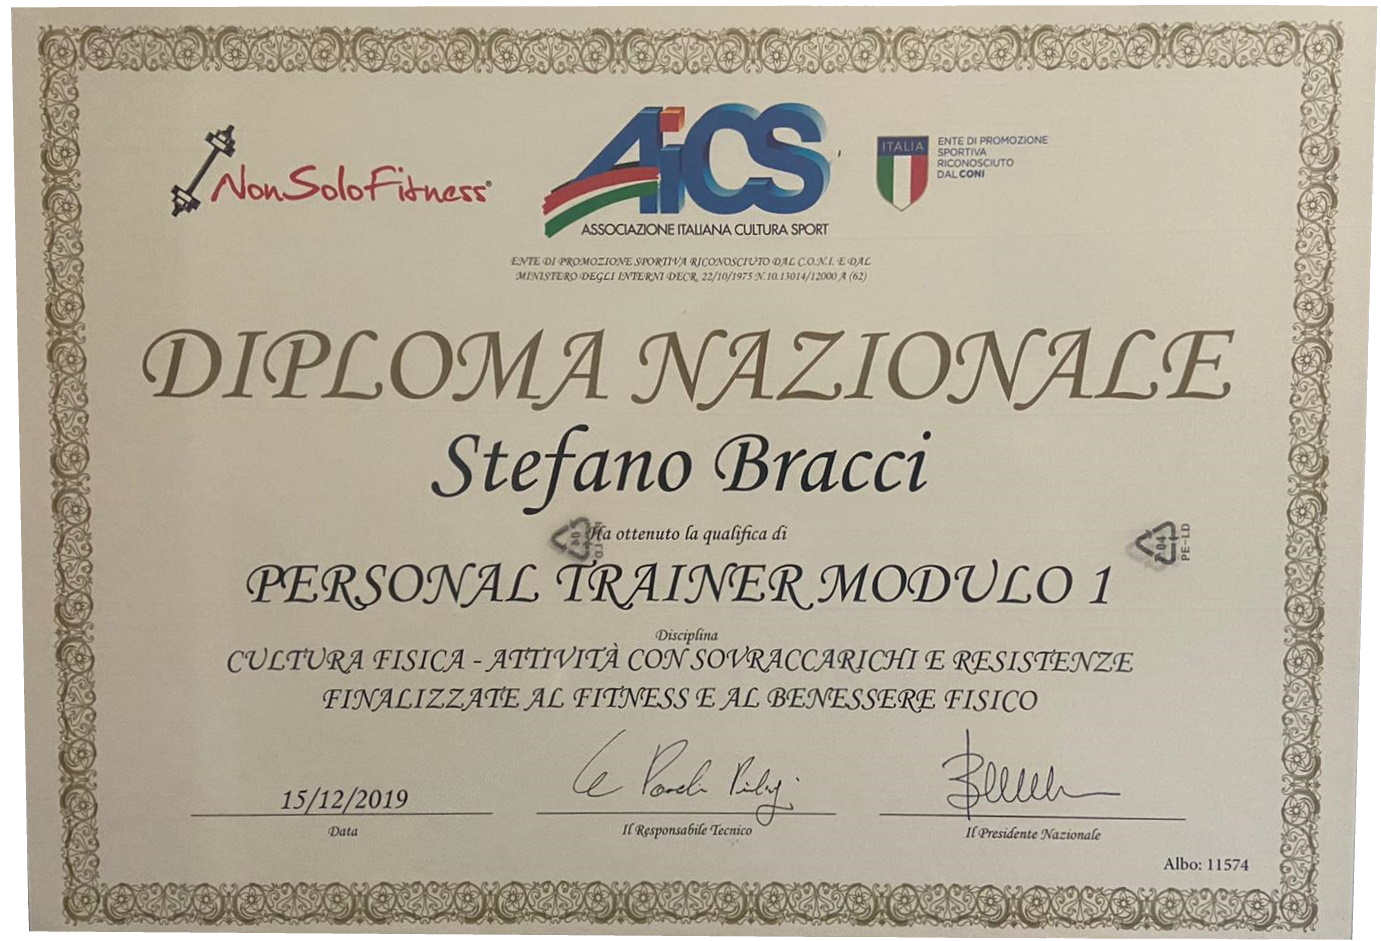 NonSoloFitness®
AiCS
ASSOCIAZIONE ITALIANA CULTURA SPORT
ITALIA
ENTE DI PROMOZIONE
SPORTIVA
RICONOSCIUTO
DAL CONI
ENTE DI PROMOZIONE SPORTIVA RICONOSCIUTO DAL C.O.N.I. E DAL
MINISTERO DEGLI INTERNI DECR. 22/10/1975 N.10.13014/12000 A (62)
DIPLOMA NAZIONALE
Stefano Bracci
Ha ottenuto la qualifica di
04
PE-LD
PERSONAL TRAINER MODULO 1
Disciplina
CULTURA FISICA - ATTIVITÀ CON SOVRACCARICHI E RESISTENZE
FINALIZZATE AL FITNESS E AL BENESSERE FISICO
15/12/2019
Data
Il Responsabile Tecnico
Il Presidente Nazionale
Albo: 11574